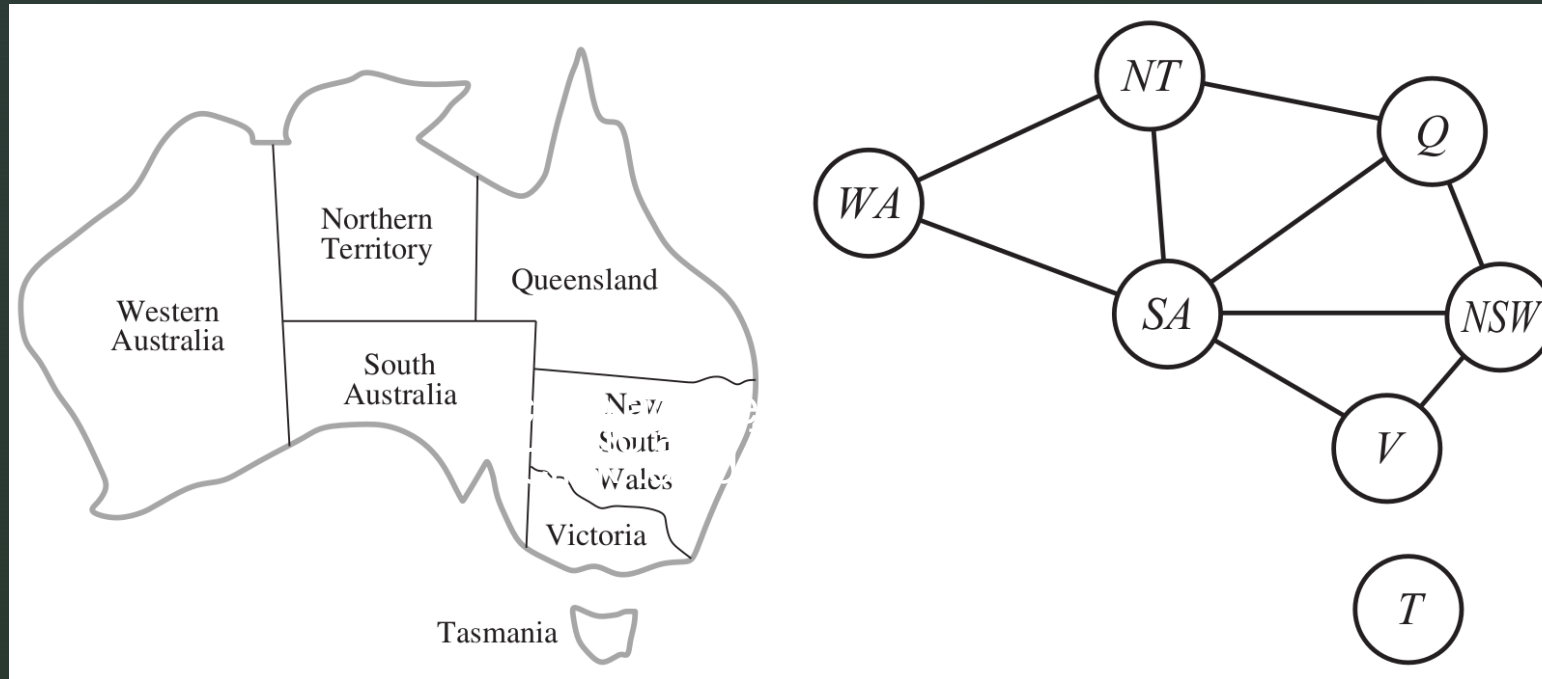 Northern
Territory
Queensland
Western
Australia
South
Australia
New
South
Wales
Victoria
Tasmania
NT
Q
WA
SA
NSW
V
T